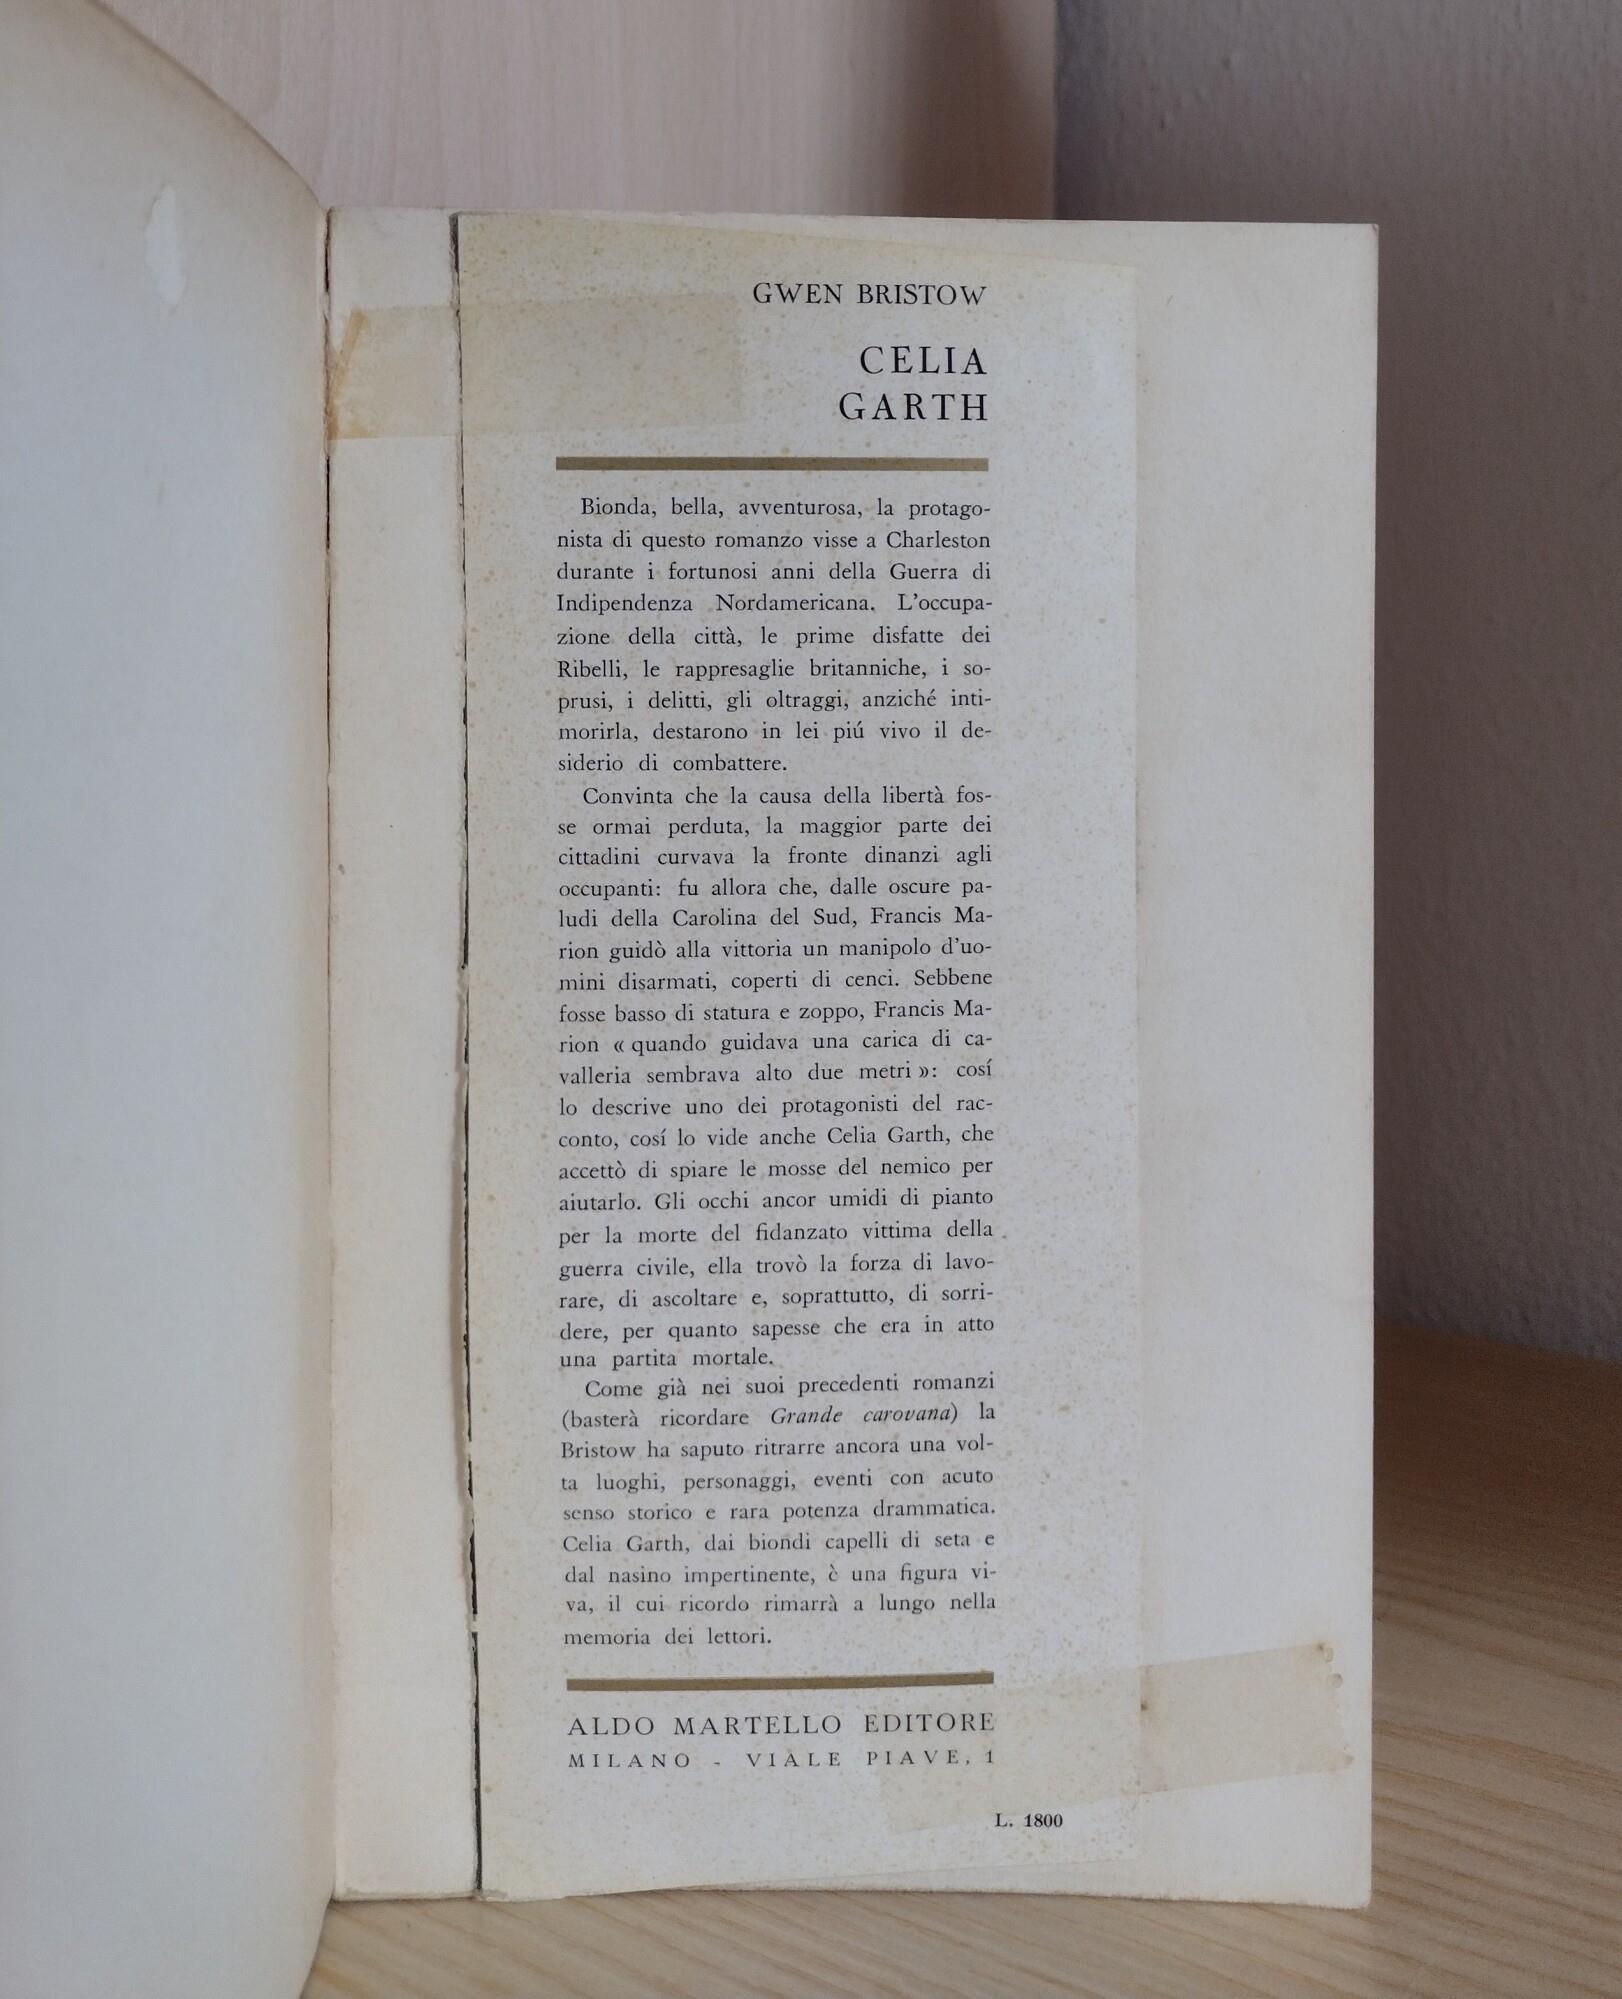 GWEN BRISTOW
CELIA
GARTH
Bionda, bella, avventurosa, la protago-
nista di questo romanzo visse a Charleston
durante i fortunosi anni della Guerra di
Indipendenza Nordamericana. L'occupa-
zione della città, le prime disfatte dei
Ribelli, le rappresaglie britanniche, i so-
prusi, i delitti, gli oltraggi, anziché inti-
morirla, destarono in lei piú vivo il de-
siderio di combattere.
Convinta che la causa della libertà fos-
se ormai perduta, la maggior parte dei
cittadini curvava la fronte dinanzi agli
occupanti: fu allora che, dalle oscure pa-
ludi della Carolina del Sud, Francis Ma-
rion guidò alla vittoria un manipolo d'uo-
mini disarmati, coperti di cenci. Sebbene
fosse basso di statura e zoppo, Francis Ma-
rion « quando guidava una carica di ca-
valleria sembrava alto due metri »: cosí
lo descrive uno dei protagonisti del rac-
conto, cosí lo vide anche Celia Garth, che
accettò di spiare le mosse del nemico per
aiutarlo. Gli occhi ancor umidi di pianto
per la morte del fidanzato vittima della
guerra civile, ella trovò la forza di lavo-
rare, di ascoltare e, soprattutto, di sorri-
dere, per quanto sapesse che era in atto
una partita mortale.
Come già nei suoi precedenti romanzi
(basterà ricordare Grande carovana) la
Bristow ha saputo ritrarre ancora una vol-
ta luoghi, personaggi, eventi con acuto
senso storico e rara potenza drammatica.
Celia Garth, dai biondi capelli di seta e
dal nasino impertinente, è una figura vi-
va, il cui ricordo rimarrà a lungo nella
memoria dei lettori.
ALDO MARTELLO EDITORE
MILANO - VIALE PIAVE, 1
L. 1800